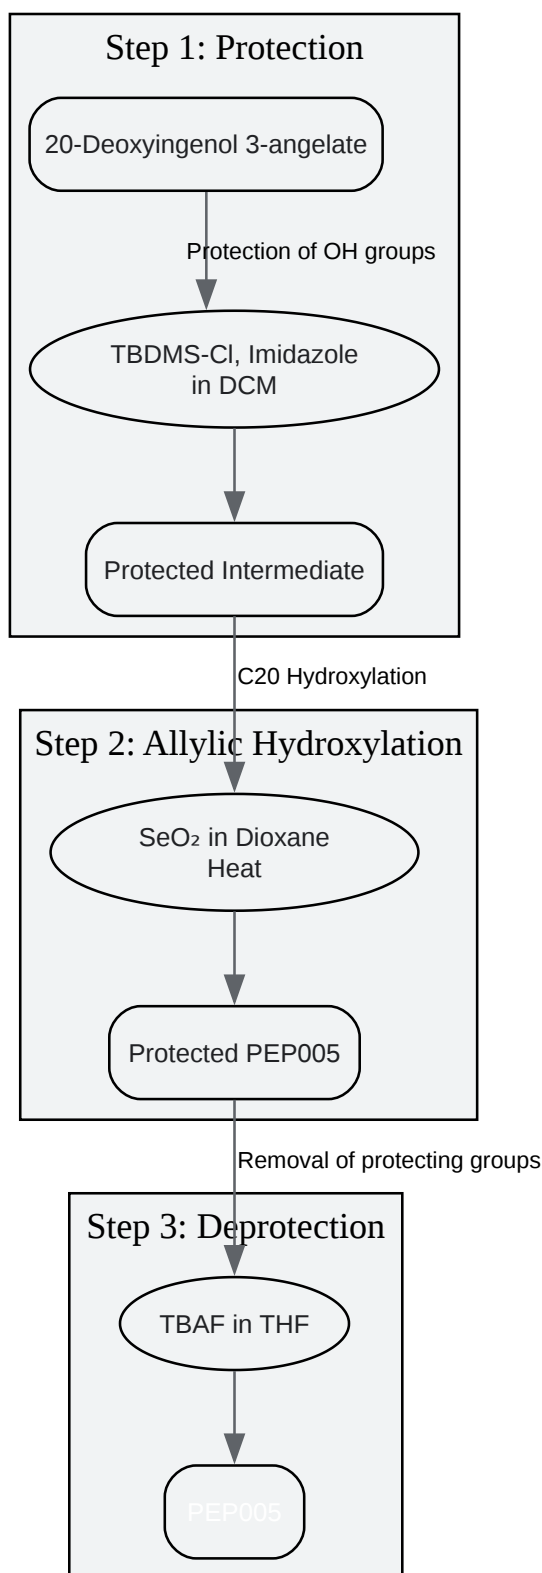 Step 1: Protection
20-Deoxyingenol 3-angelate
Protection of OH groups
TBDMS-Cl, Imidazole
in DCM
Protected Intermediate
C20 Hydroxylation
Step 2: Allylic Hydroxylation
SeO₂ in Dioxane
Heat
Protected PEP005
Removal of protecting groups
Step 3: Deprotection
TBAF in THF
PEP005